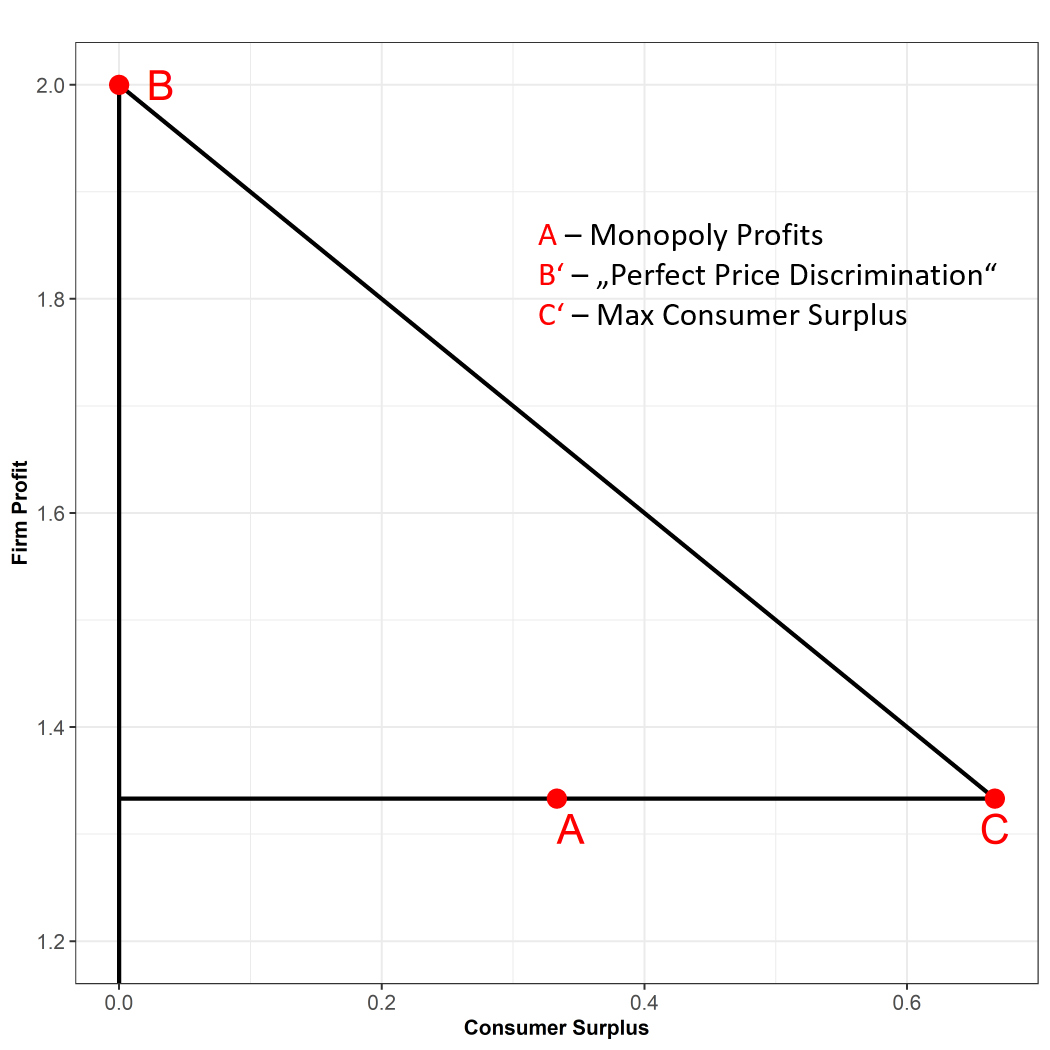 2.0
B
A – Monopoly Profits
B‘ – „Perfect Price Discrimination“
C‘ – Max Consumer Surplus
1.8
1.6
Firm Profit
1.4
A
C
1.2
0.0
0.2
0.4
0.6
Consumer Surplus